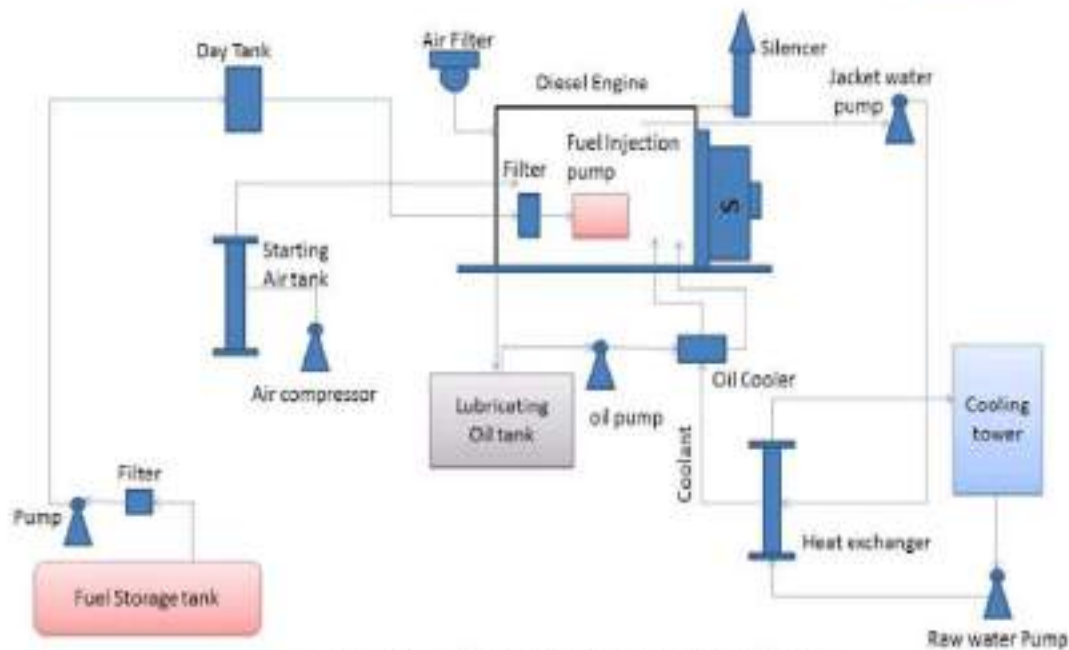 Air Filter
Silencer
Day Tank
Diesel Engine
Jacket water
pump
Fuel Injection
pump
Filter
S
Starting
Air tank
Air compressor
Oil Cooler
Lubricating
Oil tank
oil pump
Cooling
tower
Coolant
Filter
Pump
Heat exchanger
Fuel Storage tank
Raw water Pump